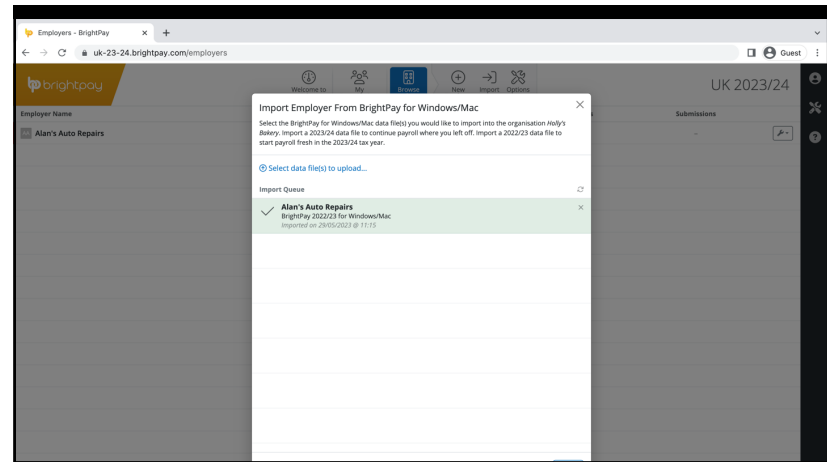 Employers - BrightPay
uk-23-24.brightpay.com/employers
Guest
brightpay
Welcome to
My
Browse
New
Import
Options
UK 2023/24
Employer Name
Submissions
Alan's Auto Repairs
Import Employer From BrightPay for Windows/Mac
Select the BrightPay for Windows/Mac data file(s) you would like to import into the organisation Holly's
Bakery. Import a 2023/24 data file to continue payroll where you left off. Import a 2022/23 data file to
start payroll fresh in the 2023/24 tax year.
Select data file(s) to upload...
Import Queue
Alan's Auto Repairs
BrightPay 2022/23 for Windows/Mac
Imported on 29/05/2023 @ 11:15